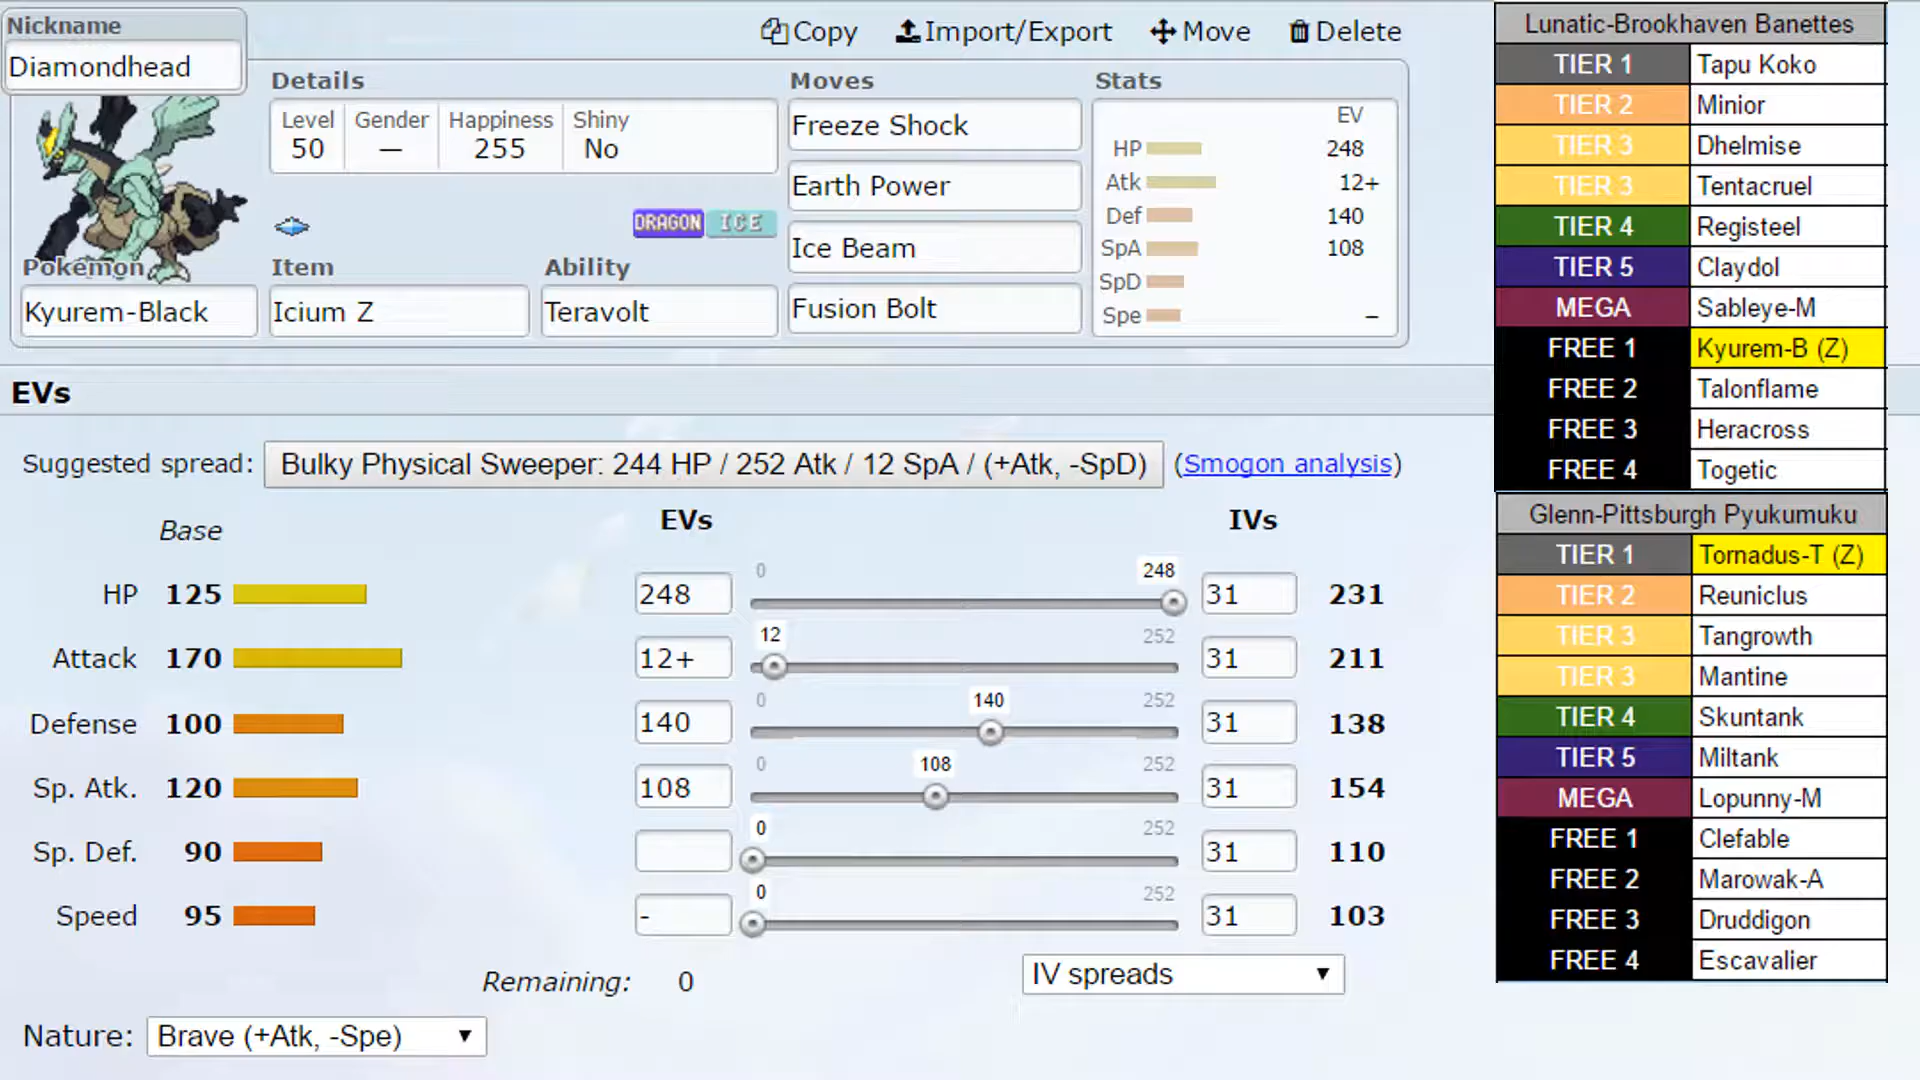 Nickname
Diamondhead
Copy
Import/Export
Move
Delete
Details
Level
50
Gender
—
Happiness
255
Shiny
No
DRAGON
ICE
Pokémon
Kyurem-Black
Item
Icium Z
Ability
Teravolt
Moves
Freeze Shock
Earth Power
Ice Beam
Fusion Bolt
Stats
EV
HP 248
Atk 12+
Def 140
SpA 108
SpD
Spe –
EVs
Suggested spread: Bulky Physical Sweeper: 244 HP / 252 Atk / 12 SpA / (+Atk, -SpD) (Smogon analysis)
Base EVs IVs
0 248
HP 125 248 31 231
12 252
Attack 170 12+ 31 211
0 140 252
Defense 100 140 31 138
0 108 252
Sp. Atk. 120 108 31 154
0 252
Sp. Def. 90 31 110
0 252
Speed 95 - 31 103
Remaining: 0
IV spreads
Nature: Brave (+Atk, -Spe)
Lunatic-Brookhaven Banettes
TIER 1 Tapu Koko
TIER 2 Minior
TIER 3 Dhelmise
TIER 3 Tentacruel
TIER 4 Registeel
TIER 5 Claydol
MEGA Sableye-M
FREE 1 Kyurem-B (Z)
FREE 2 Talonflame
FREE 3 Heracross
FREE 4 Togetic
Glenn-Pittsburgh Pyukumuku
TIER 1 Tornadus-T (Z)
TIER 2 Reuniclus
TIER 3 Tangrowth
TIER 3 Mantine
TIER 4 Skuntank
TIER 5 Miltank
MEGA Lopunny-M
FREE 1 Clefable
FREE 2 Marowak-A
FREE 3 Druddigon
FREE 4 Escavalier